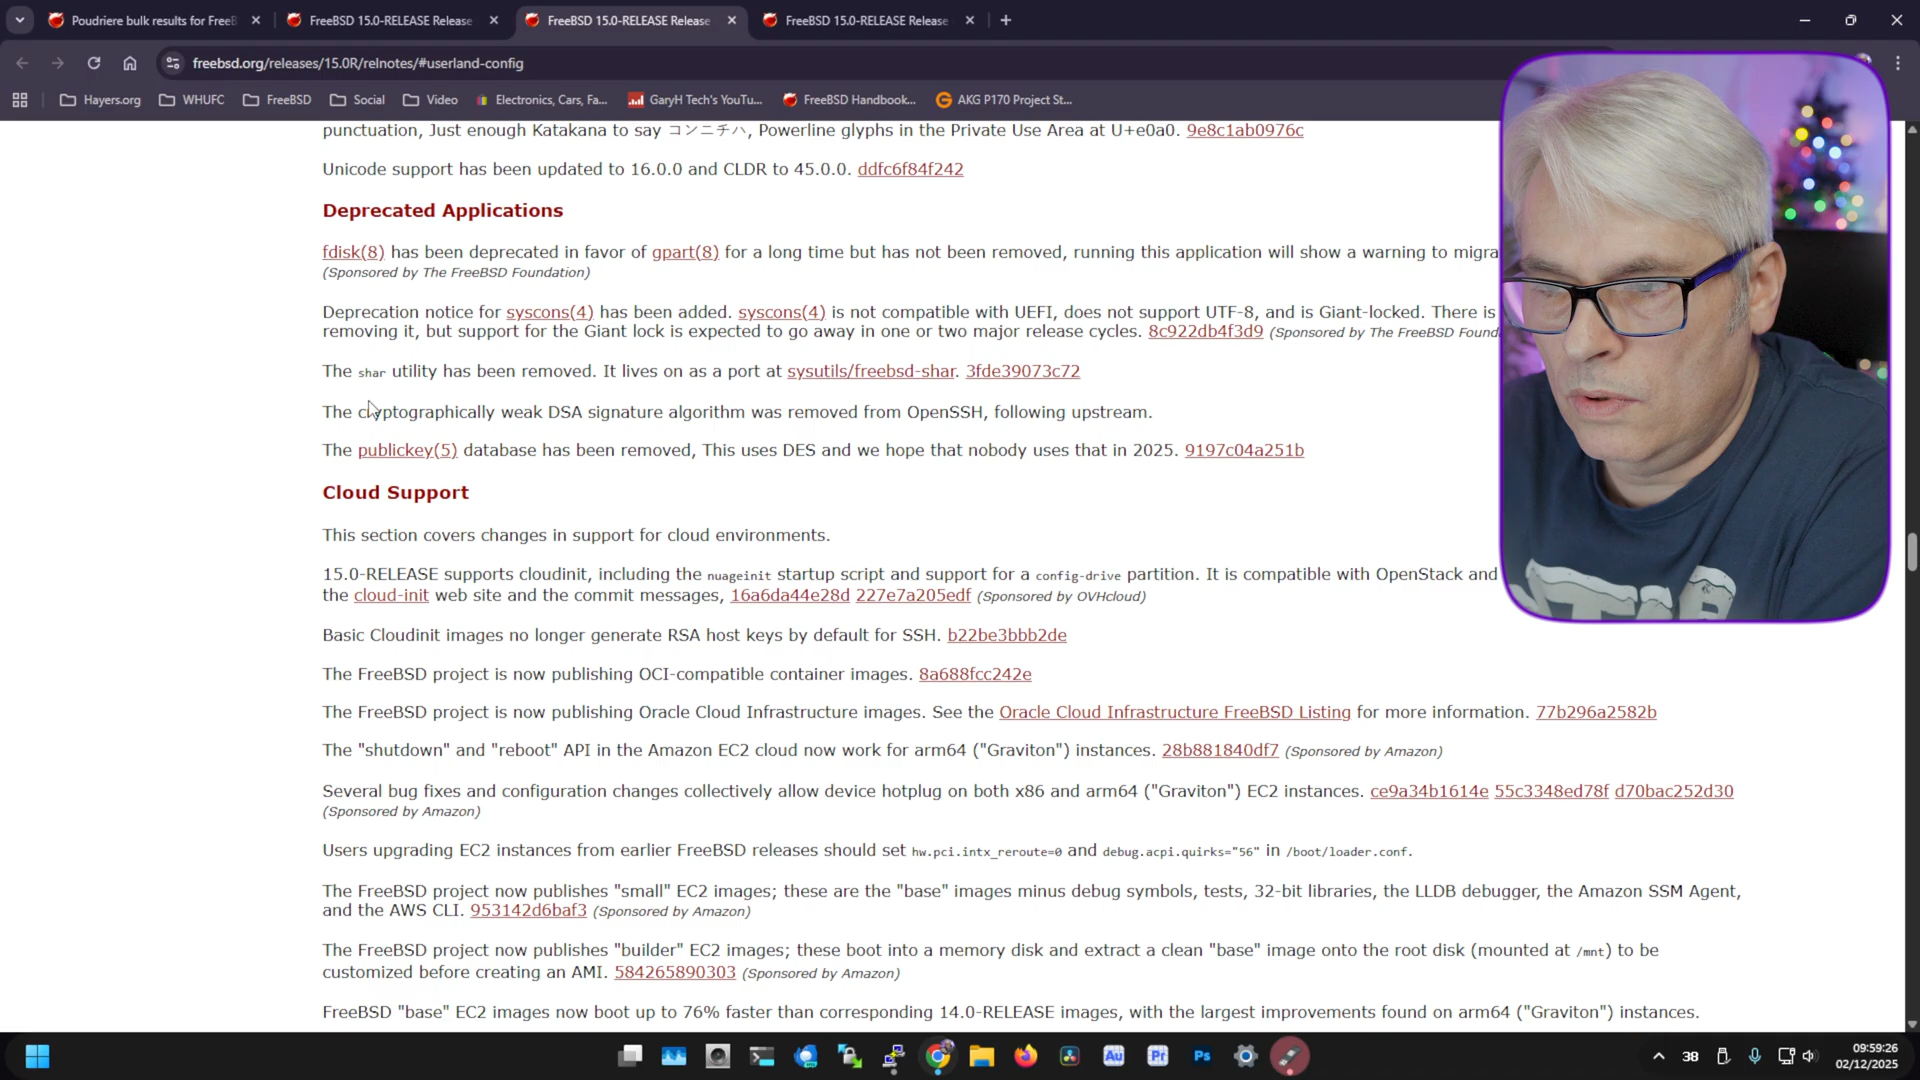 Poudriere bulk results for FreeB
FreeBSD 15.0-RELEASE Release
FreeBSD 15.0-RELEASE Release
FreeBSD 15.0-RELEASE Release
freebsd.org/releases/15.0R/relnotes/#userland-config
Hayers.org
WHUFC
FreeBSD
Social
Video
Electronics, Cars, Fa...
GaryH Tech's YouTu...
FreeBSD Handbook...
AKG P170 Project St...
punctuation, Just enough Katakana to say コンニチハ, Powerline glyphs in the Private Use Area at U+e0a0. 9e8c1ab0976c
Unicode support has been updated to 16.0.0 and CLDR to 45.0.0. ddfc6f84f242
Deprecated Applications
fdisk(8) has been deprecated in favor of gpart(8) for a long time but has not been removed, running this application will show a warning to migra
(Sponsored by The FreeBSD Foundation)
Deprecation notice for syscons(4) has been added. syscons(4) is not compatible with UEFI, does not support UTF-8, and is Giant-locked. There is
removing it, but support for the Giant lock is expected to go away in one or two major release cycles. 8c922db4f3d9 (Sponsored by The FreeBSD Found
The shar utility has been removed. It lives on as a port at sysutils/freebsd-shar. 3fde39073c72
The cryptographically weak DSA signature algorithm was removed from OpenSSH, following upstream.
The publickey(5) database has been removed, This uses DES and we hope that nobody uses that in 2025. 9197c04a251b
Cloud Support
This section covers changes in support for cloud environments.
15.0-RELEASE supports cloudinit, including the nuageinit startup script and support for a config-drive partition. It is compatible with OpenStack and
the cloud-init web site and the commit messages, 16a6da44e28d 227e7a205edf (Sponsored by OVHcloud)
Basic Cloudinit images no longer generate RSA host keys by default for SSH. b22be3bbb2de
The FreeBSD project is now publishing OCI-compatible container images. 8a688fcc242e
The FreeBSD project is now publishing Oracle Cloud Infrastructure images. See the Oracle Cloud Infrastructure FreeBSD Listing for more information. 77b296a2582b
The "shutdown" and "reboot" API in the Amazon EC2 cloud now work for arm64 ("Graviton") instances. 28b881840df7 (Sponsored by Amazon)
Several bug fixes and configuration changes collectively allow device hotplug on both x86 and arm64 ("Graviton") EC2 instances. ce9a34b1614e 55c3348ed78f d70bac252d30
(Sponsored by Amazon)
Users upgrading EC2 instances from earlier FreeBSD releases should set hw.pci.intx_reroute=0 and debug.acpi.quirks="56" in /boot/loader.conf.
The FreeBSD project now publishes "small" EC2 images; these are the "base" images minus debug symbols, tests, 32-bit libraries, the LLDB debugger, the Amazon SSM Agent,
and the AWS CLI. 953142d6baf3 (Sponsored by Amazon)
The FreeBSD project now publishes "builder" EC2 images; these boot into a memory disk and extract a clean "base" image onto the root disk (mounted at /mnt) to be
customized before creating an AMI. 584265890303 (Sponsored by Amazon)
FreeBSD "base" EC2 images now boot up to 76% faster than corresponding 14.0-RELEASE images, with the largest improvements found on arm64 ("Graviton") instances.
Au
Pr
Ps
38
09:59:26
02/12/2025